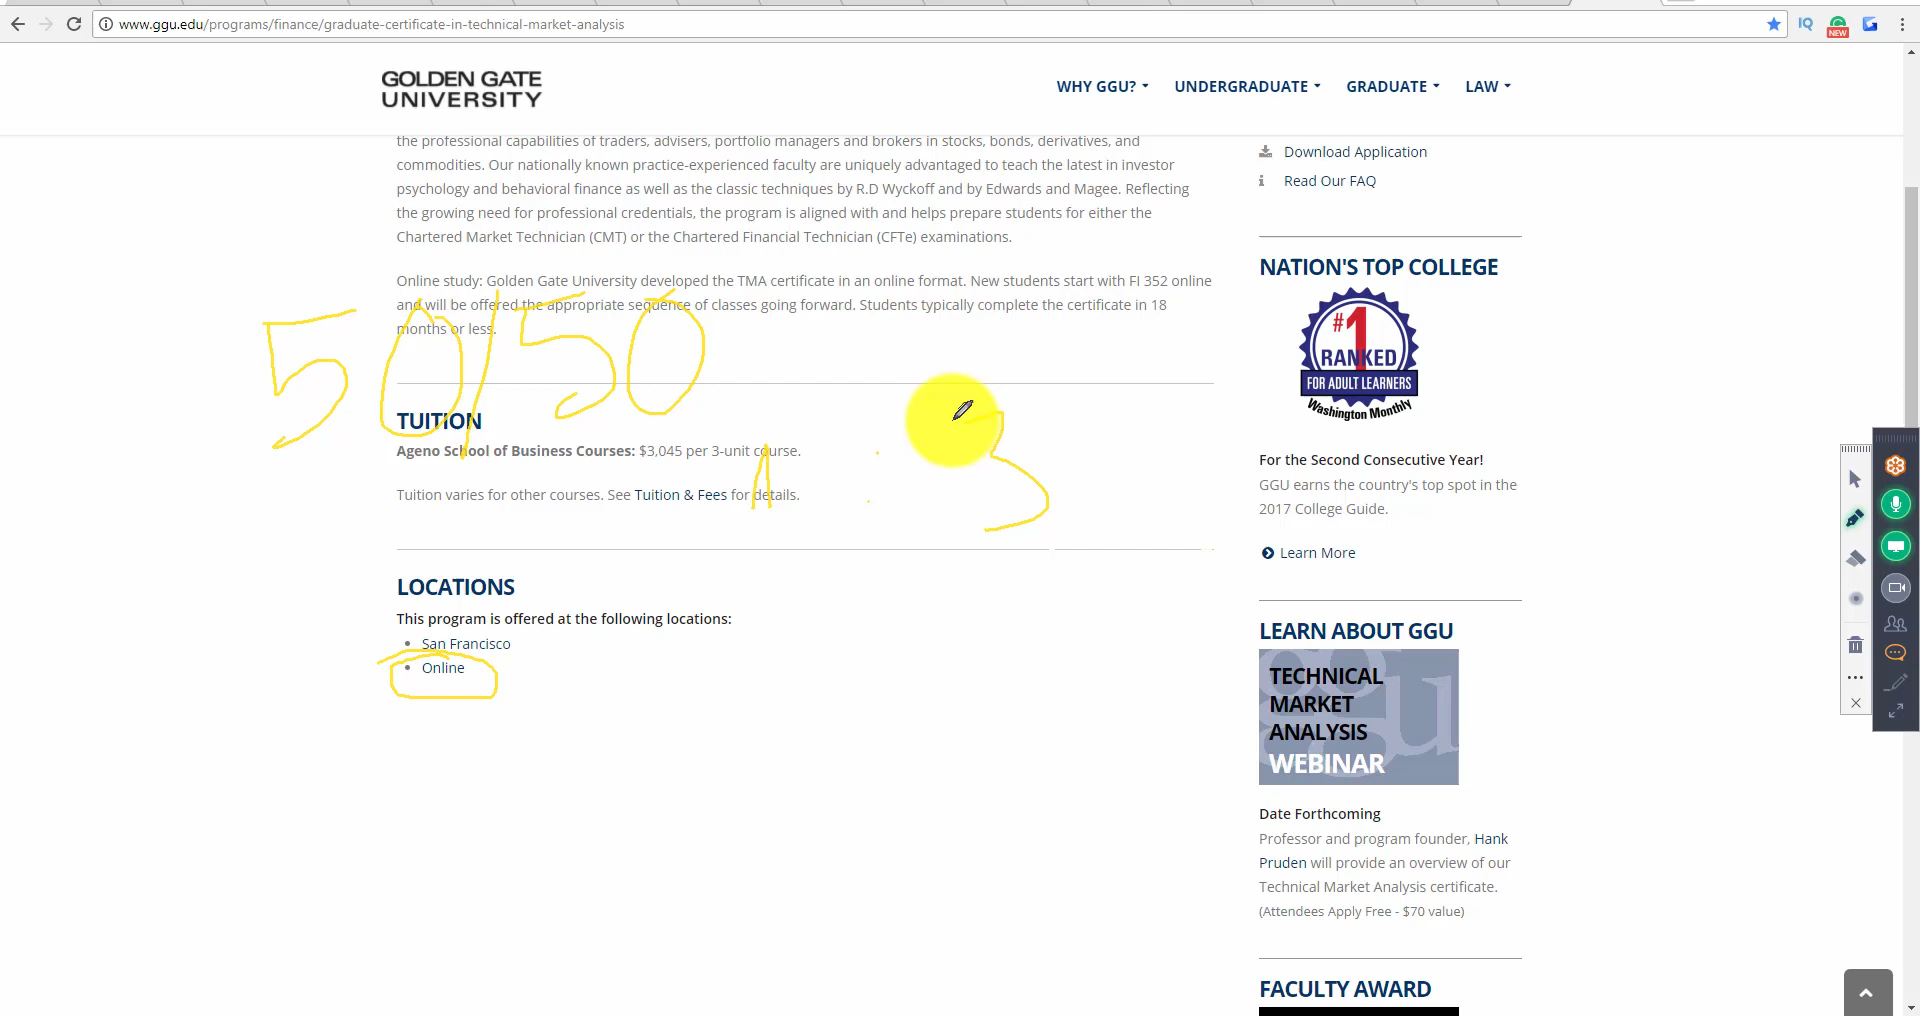 www.ggu.edu/programs/finance/graduate-certificate-in-technical-market-analysis
IQ
NEW
GOLDEN GATE
UNIVERSITY
WHY GGU?
UNDERGRADUATE
GRADUATE
LAW
the professional capabilities of traders, advisers, portfolio managers and brokers in stocks, bonds, derivatives, and
commodities. Our nationally known practice-experienced faculty are uniquely advantaged to teach the latest in investor
psychology and behavioral finance as well as the classic techniques by R.D Wyckoff and by Edwards and Magee. Reflecting
the growing need for professional credentials, the program is aligned with and helps prepare students for either the
Chartered Market Technician (CMT) or the Chartered Financial Technician (CFTe) examinations.
Online study: Golden Gate University developed the TMA certificate in an online format. New students start with FI 352 online
and will be offered the appropriate sequence of classes going forward. Students typically complete the certificate in 18
months or less.
50/50
TUITION
Ageno School of Business Courses: $3,045 per 3-unit course.
1 : 3
Tuition varies for other courses. See Tuition & Fees for details.
LOCATIONS
This program is offered at the following locations:
• San Francisco
• Online
Download Application
Read Our FAQ
NATION'S TOP COLLEGE
#1
RANKED
FOR ADULT LEARNERS
Washington Monthly
For the Second Consecutive Year!
GGU earns the country's top spot in the
2017 College Guide.
Learn More
LEARN ABOUT GGU
ggu
TECHNICAL
MARKET
ANALYSIS
WEBINAR
Date Forthcoming
Professor and program founder, Hank
Pruden will provide an overview of our
Technical Market Analysis certificate.
(Attendees Apply Free - $70 value)
FACULTY AWARD